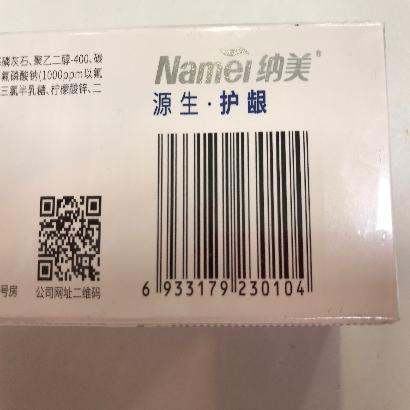 磷灰石、聚乙二醇-400、碳
氟磷酸钠(1000ppm以氟
三氯半乳糖、柠檬酸锌、二
Namei 纳美®
源生·护龈
号房
公司网址二维码
6 933179 230104